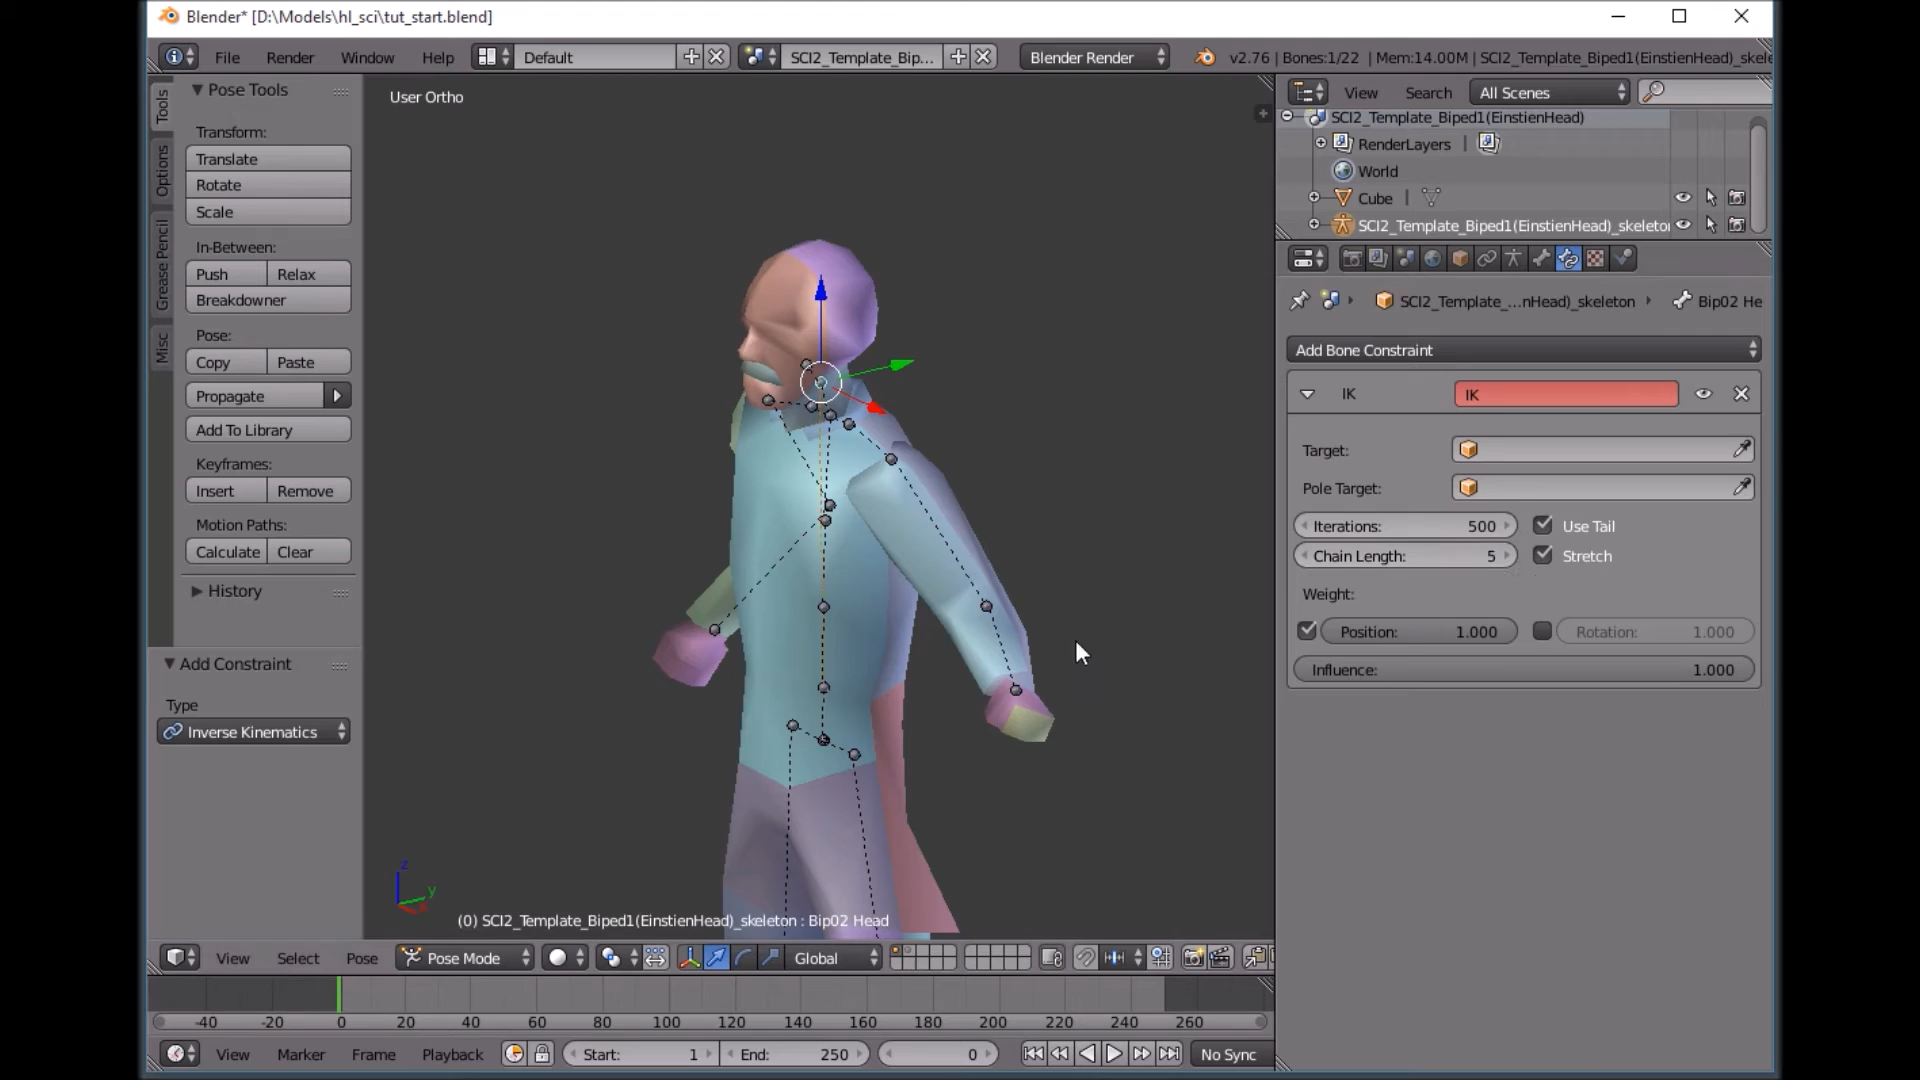 Blender* [D:\Models\hl_sci\tut_start.blend]
File Render Window Help Default SCI2_Template_Bip... Blender Render v2.76 | Bones:1/22 | Mem:14.00M | SCI2_Template_Biped1(EinstienHead)_skele
Tools
Options
Grease Pencil
Misc
Pose Tools
Transform:
Translate
Rotate
Scale
In-Between:
Push Relax
Breakdowner
Pose:
Copy Paste
Propagate
Add To Library
Keyframes:
Insert Remove
Motion Paths:
Calculate Clear
History
Add Constraint
Type
Inverse Kinematics
User Ortho
z
y
(0) SCI2_Template_Biped1(EinstienHead)_skeleton : Bip02 Head
View Select Pose Pose Mode Global
-40 -20 0 20 40 60 80 100 120 140 160 180 200 220 240 260
View Marker Frame Playback Start: 1 End: 250 0 No Sync
View Search All Scenes
SCI2_Template_Biped1(EinstienHead)
RenderLayers |
World
Cube |
SCI2_Template_Biped1(EinstienHead)_skeleto
SCI2_Template_...nHead)_skeleton Bip02 He
Add Bone Constraint
IK IK
Target:
Pole Target:
Iterations: 500 Use Tail
Chain Length: 5 Stretch
Weight:
Position: 1.000 Rotation: 1.000
Influence: 1.000